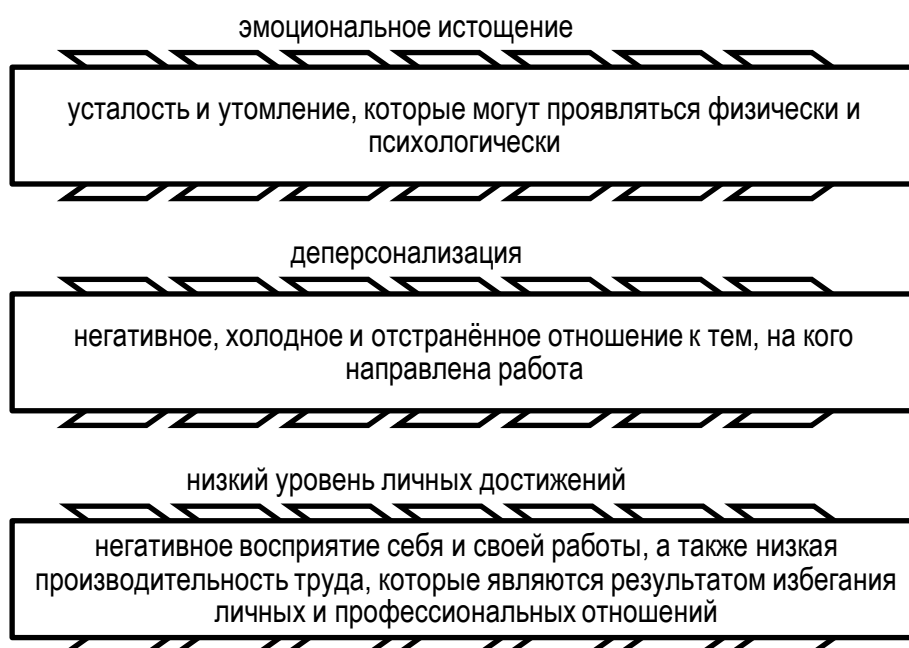 эмоциональное истощение
усталость и утомление, которые могут проявляться физически и
психологически
деперсонализация
негативное, холодное и отстранённое отношение к тем, на кого
направлена работа
низкий уровень личных достижений
негативное восприятие себя и своей работы, а также низкая
производительность труда, которые являются результатом избегания
личных и профессиональных отношений